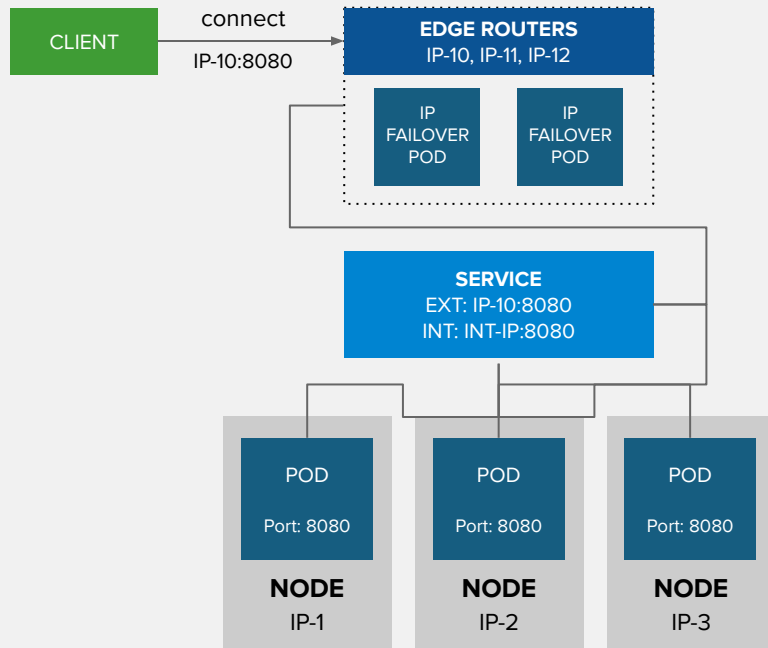 CLIENT
connect
IP-10:8080
EDGE ROUTERS
IP-10, IP-11, IP-12
IP
FAILOVER
POD
IP
FAILOVER
POD
SERVICE
EXT: IP-10:8080
INT: INT-IP:8080
POD
Port: 8080
NODE
IP-1
POD
Port: 8080
NODE
IP-2
POD
Port: 8080
NODE
IP-3